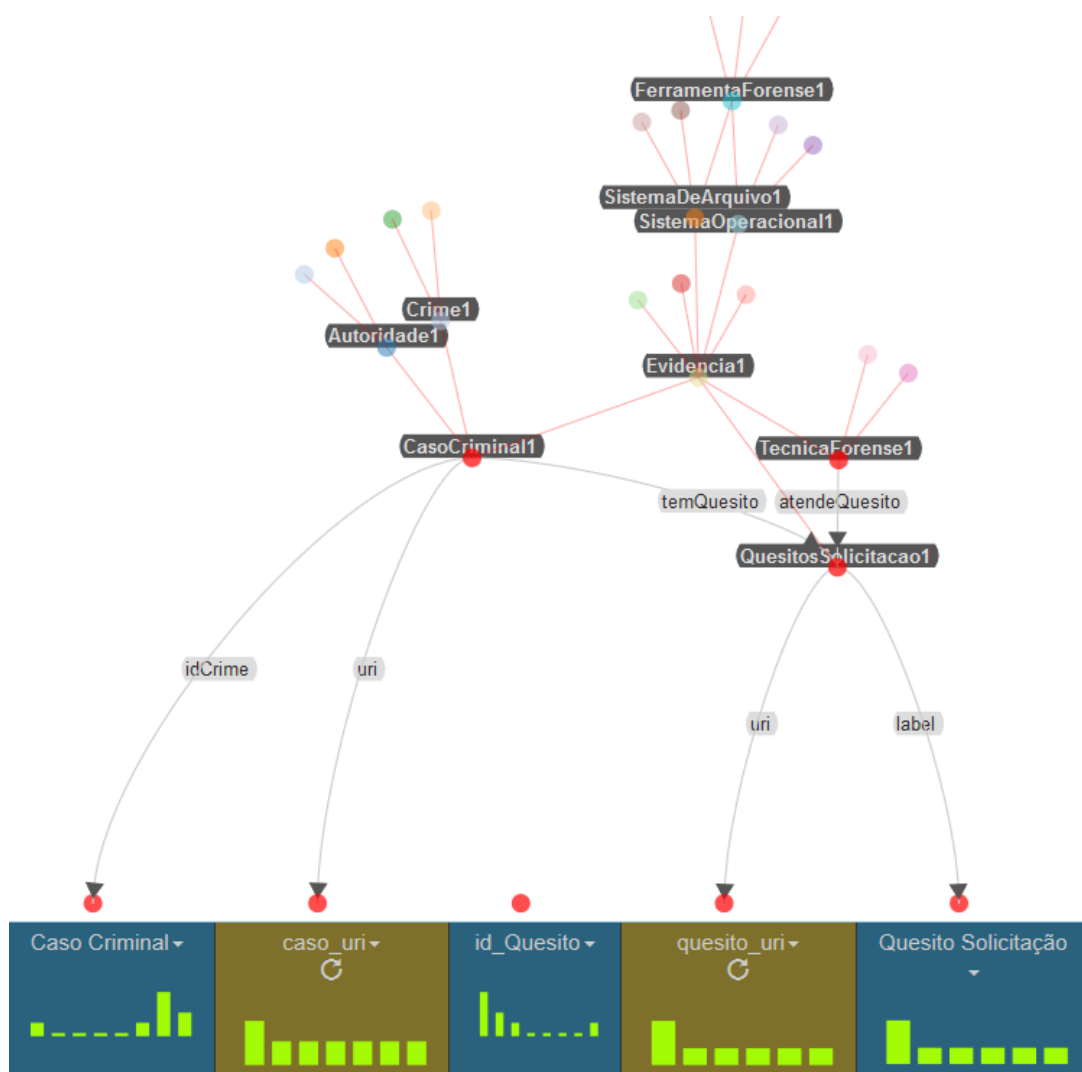 FerramentaForense1
SistemaDeArquivo1
SistemaOperacional1
Crime1
Autoridade1
Evidencia1
CasoCriminal1
TecnicaForense1
temQuesito
atendeQuesito
QuesitosSolicitacao1
idCrime
uri
uri
label
Caso Criminal
caso_uri
id_Quesito
quesito_uri
Quesito Solicitação